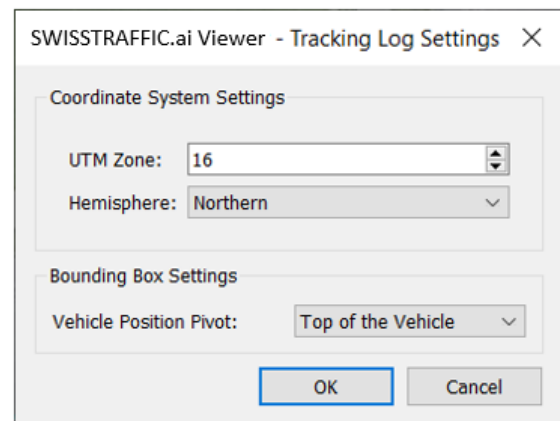 SWISSTRAFFIC.ai Viewer - Tracking Log Settings
Coordinate System Settings
UTM Zone: 16
Hemisphere: Northern
Bounding Box Settings
Vehicle Position Pivot: Top of the Vehicle
OK Cancel